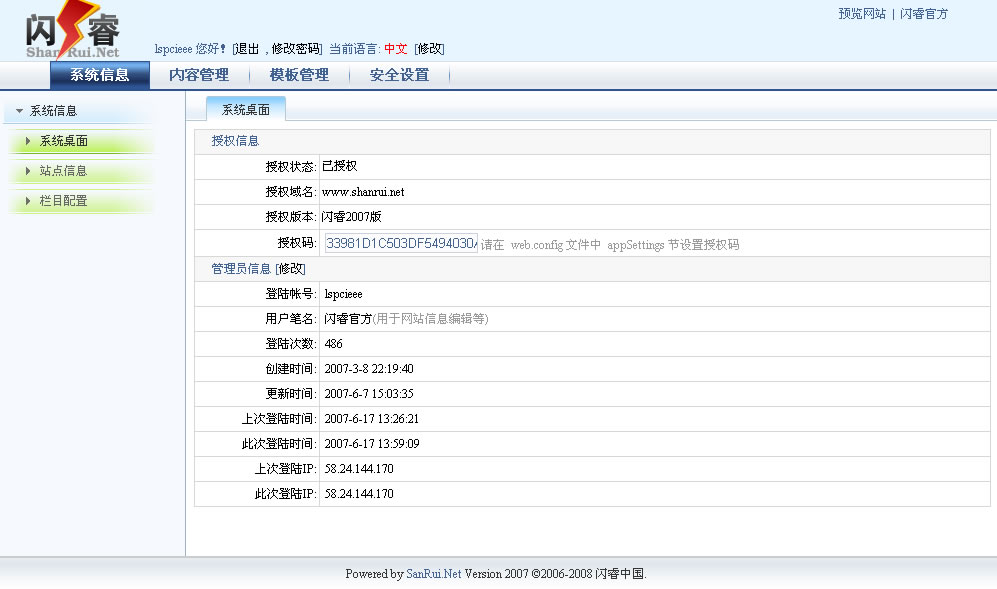 预览网站 | 闪睿官方
闪睿
ShanRui.Net
lspcieee 您好! [退出 , 修改密码] 当前语言: 中文 [修改]
系统信息 内容管理 模板管理 安全设置
系统信息
系统桌面
站点信息
栏目配置
系统桌面
授权信息
授权状态: 已授权
授权域名: www.shanrui.net
授权版本: 闪睿2007版
授权码: 33981D1C503DF5494030 请在 web.config 文件中 appSettings 节设置授权码
管理员信息 [修改]
登陆帐号: lspcieee
用户笔名: 闪睿官方(用于网站信息编辑等)
登陆次数: 486
创建时间: 2007-3-8 22:19:40
更新时间: 2007-6-7 15:03:35
上次登陆时间: 2007-6-17 13:26:21
此次登陆时间: 2007-6-17 13:59:09
上次登陆IP: 58.24.144.170
此次登陆IP: 58.24.144.170
Powered by SanRui.Net Version 2007 ©2006-2008 闪睿中国.